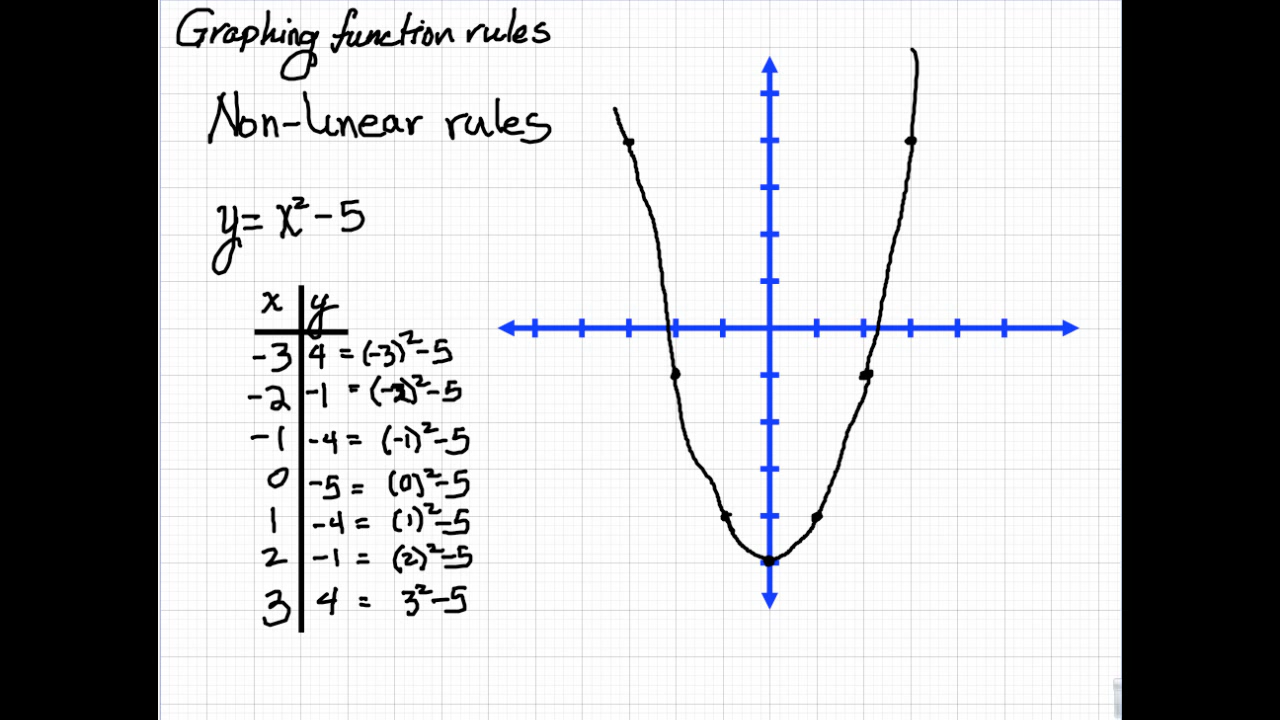 Graphing function rules
Non-linear rules
y = x² - 5
x y
-3 4 = (-3)² - 5
-2 -1 = (-2)² - 5
-1 -4 = (-1)² - 5
0 -5 = (0)² - 5
1 -4 = (1)² - 5
2 -1 = (2)² - 5
3 4 = 3² - 5